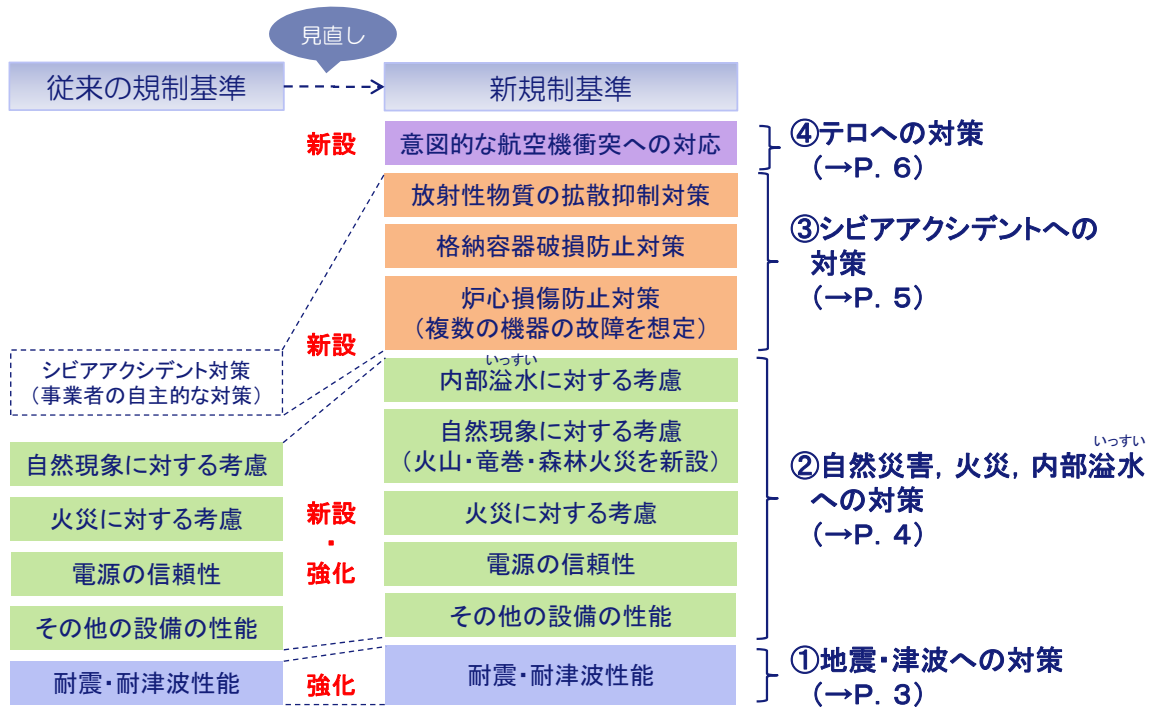 見直し
従来の規制基準
新規制基準
新設
意図的な航空機衝突への対応
④テロへの対策
(→P. 6)
放射性物質の拡散抑制対策
格納容器破損防止対策
炉心損傷防止対策
(複数の機器の故障を想定)
③シビアアクシデントへの
対策
(→P. 5)
新設
シビアアクシデント対策
(事業者の自主的な対策)
いっすい
内部溢水に対する考慮
自然現象に対する考慮
(火山・竜巻・森林火災を新設)
火災に対する考慮
電源の信頼性
その他の設備の性能
いっすい
②自然災害, 火災, 内部溢水
への対策
(→P. 4)
自然現象に対する考慮
火災に対する考慮
電源の信頼性
その他の設備の性能
新設
・
強化
耐震・耐津波性能
強化
耐震・耐津波性能
①地震・津波への対策
(→P. 3)